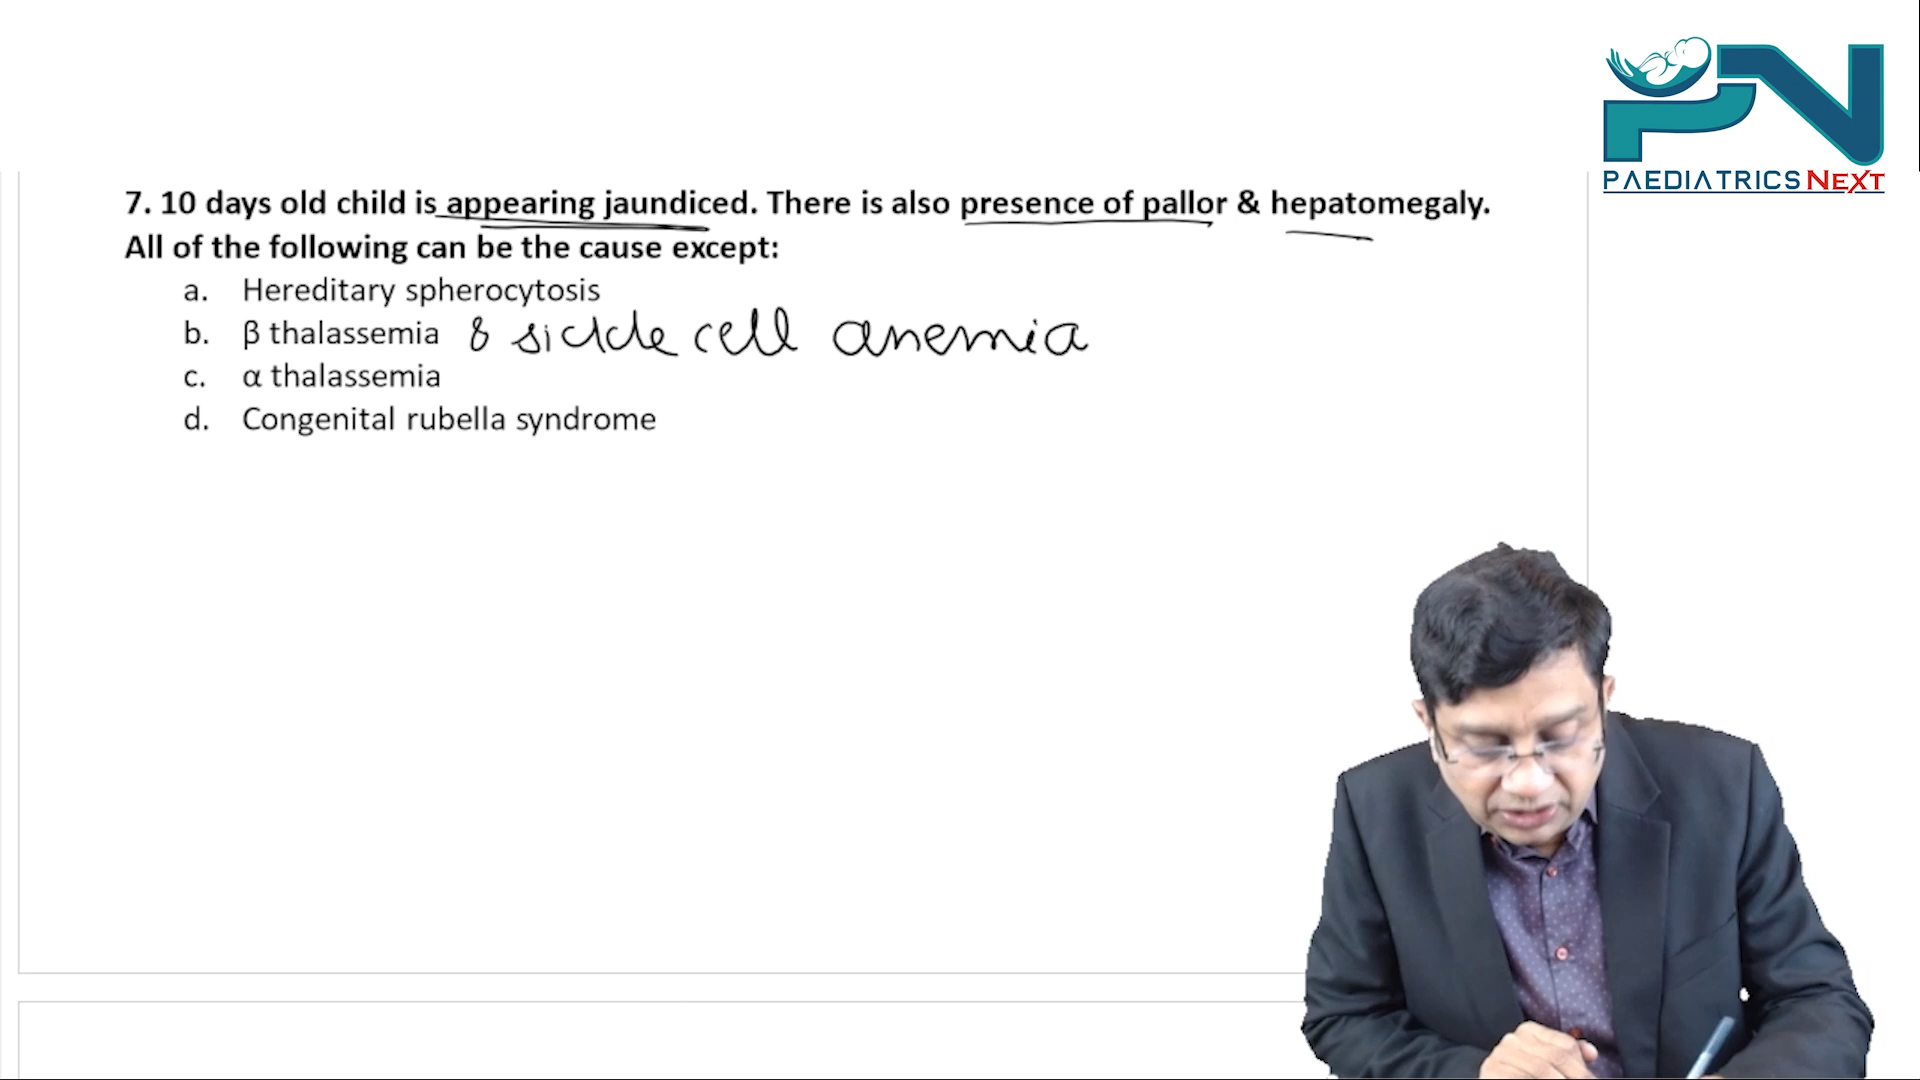 PAEDIATRICS NEXT
7. 10 days old child is appearing jaundiced. There is also presence of pallor & hepatomegaly.
All of the following can be the cause except:
a. Hereditary spherocytosis
b. β thalassemia & sickle cell anemia
c. α thalassemia
d. Congenital rubella syndrome